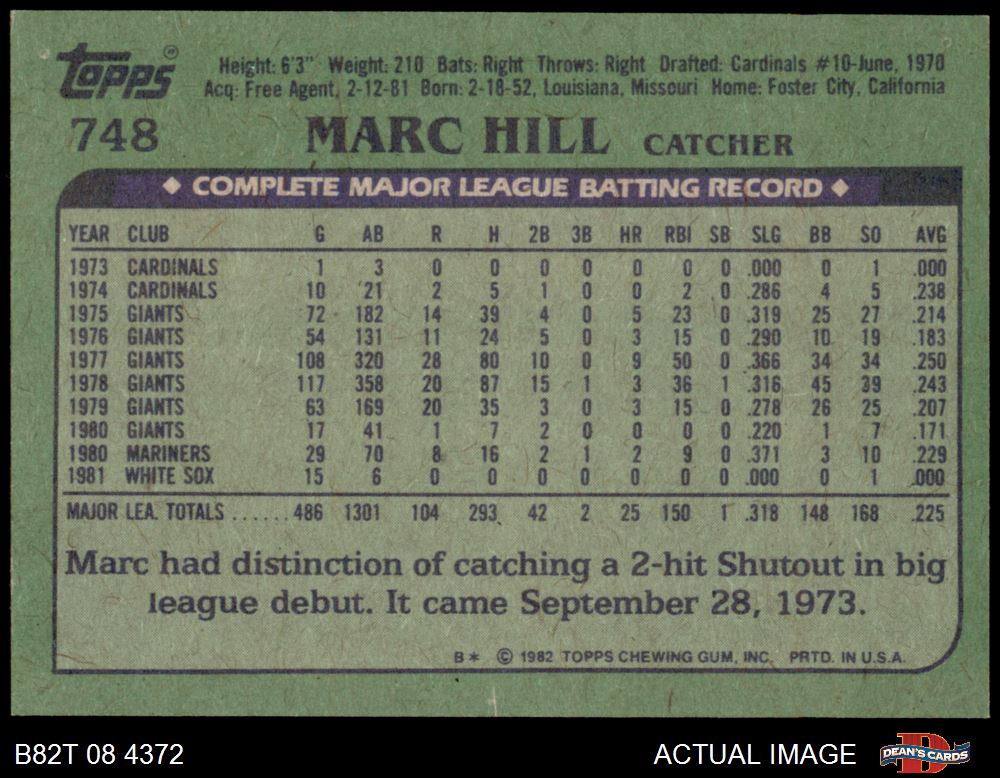 Topps®
Height: 6'3" Weight: 210 Bats: Right Throws: Right Drafted: Cardinals #10-June, 1970
Acq: Free Agent, 2-12-81 Born: 2-18-52, Louisiana, Missouri Home: Foster City, California
748 MARC HILL CATCHER
◆ COMPLETE MAJOR LEAGUE BATTING RECORD ◆
YEAR CLUB G AB R H 2B 3B HR RBI SB SLG BB SO AVG
1973 CARDINALS 1 3 0 0 0 0 0 0 0 .000 0 1 .000
1974 CARDINALS 10 21 2 5 1 0 0 2 0 .286 4 5 .238
1975 GIANTS 72 182 14 39 4 0 5 23 0 .319 25 27 .214
1976 GIANTS 54 131 11 24 5 0 3 15 0 .290 10 19 .183
1977 GIANTS 108 320 28 80 10 0 9 50 0 .366 34 34 .250
1978 GIANTS 117 358 20 87 15 1 3 36 1 .316 45 39 .243
1979 GIANTS 63 169 20 35 3 0 3 15 0 .278 26 25 .207
1980 GIANTS 17 41 1 7 2 0 0 0 0 .220 1 7 .171
1980 MARINERS 29 70 8 16 2 1 2 9 0 .371 3 10 .229
1981 WHITE SOX 15 6 0 0 0 0 0 0 0 .000 0 1 .000
MAJOR LEA. TOTALS ...... 486 1301 104 293 42 2 25 150 1 .318 148 168 .225
Marc had distinction of catching a 2-hit Shutout in big
league debut. It came September 28, 1973.
B* © 1982 TOPPS CHEWING GUM, INC. PRTD. IN U.S.A.
B82T 08 4372 ACTUAL IMAGE DEAN'S CARDS